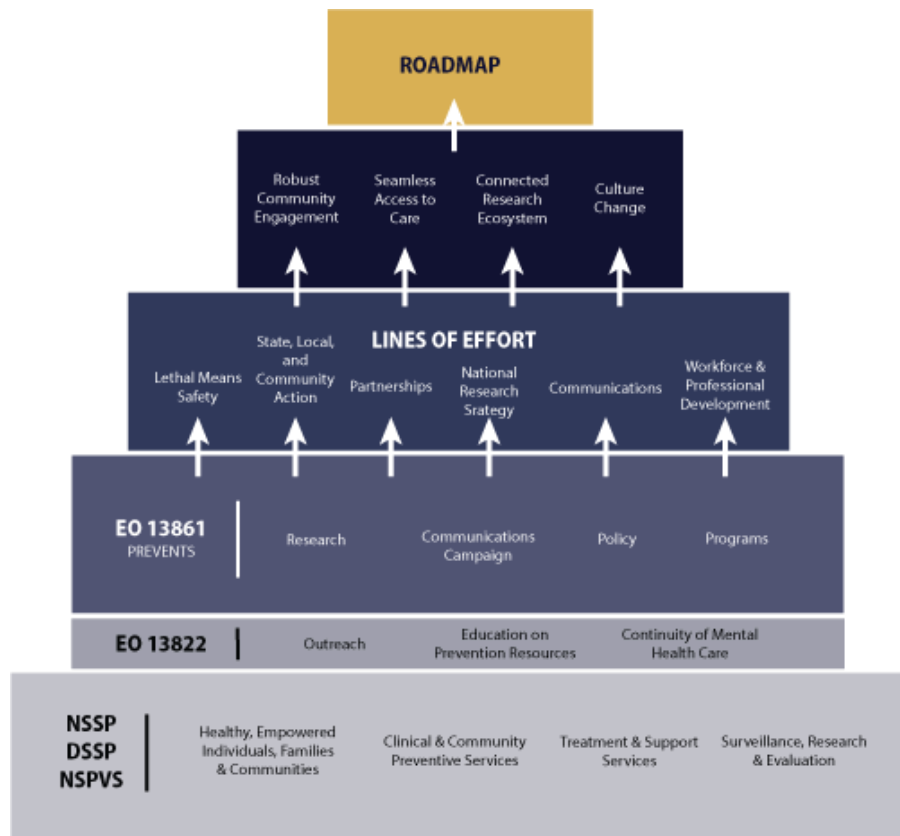 ROADMAP
Robust
Community
Engagement
Seamless
Access to
Care
Connected
Research
Ecosystem
Culture
Change
LINES OF EFFORT
Lethal Means
Safety
State, Local,
and
Community
Action
Partnerships
National
Research
Srategy
Communications
Workforce &
Professional
Development
EO 13861
PREVENTS
Research
Communications
Campaign
Policy
Programs
EO 13822
Outreach
Education on
Prevention Resources
Continuity of Mental
Health Care
NSSP
DSSP
NSPVS
Healthy, Empowered
Individuals, Families
& Communities
Clinical & Community
Preventive Services
Treatment & Support
Services
Surveillance, Research
& Evaluation